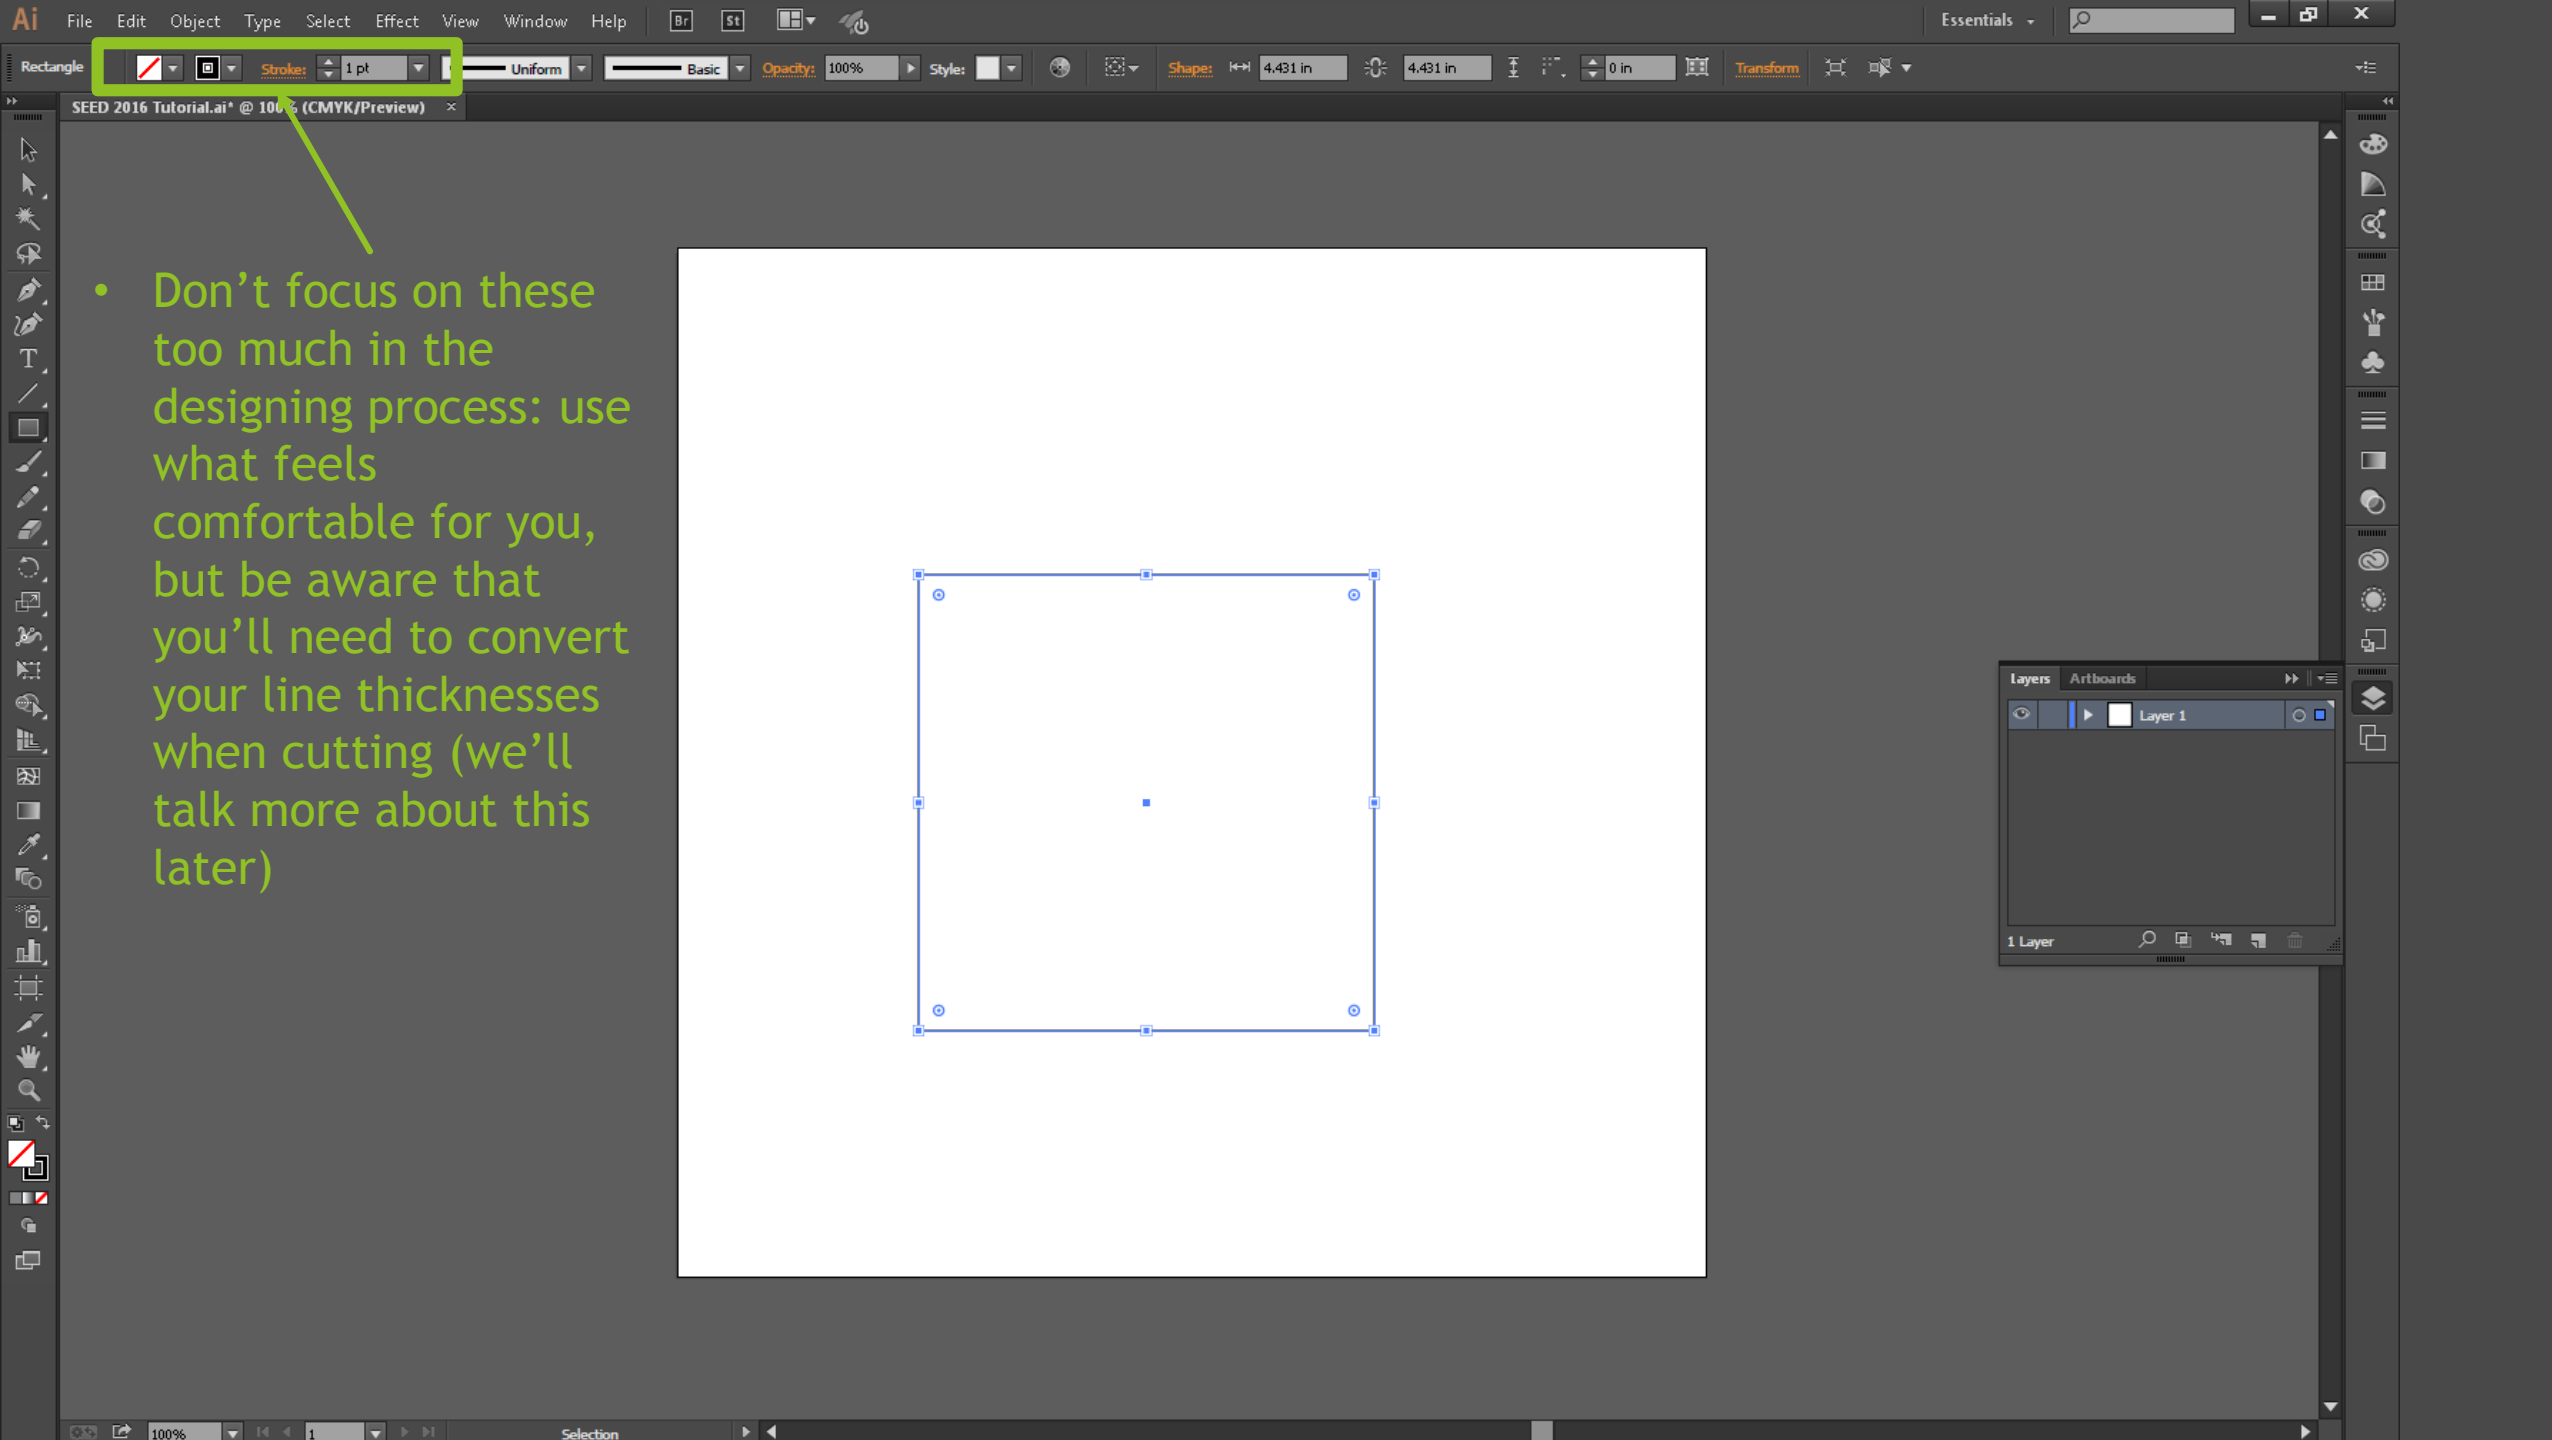 Ai File Edit Object Type Select Effect View Window Help Br St Essentials
Rectangle Stroke: 1 pt Uniform Basic Opacity: 100% Style: Shape: 4.431 in 4.431 in 0 in Transform
SEED 2016 Tutorial.ai* @ 100% (CMYK/Preview) ×
• Don’t focus on these
too much in the
designing process: use
what feels
comfortable for you,
but be aware that
you’ll need to convert
your line thicknesses
when cutting (we’ll
talk more about this
later)
Layers Artboards
Layer 1
1 Layer
100% 1 Selection